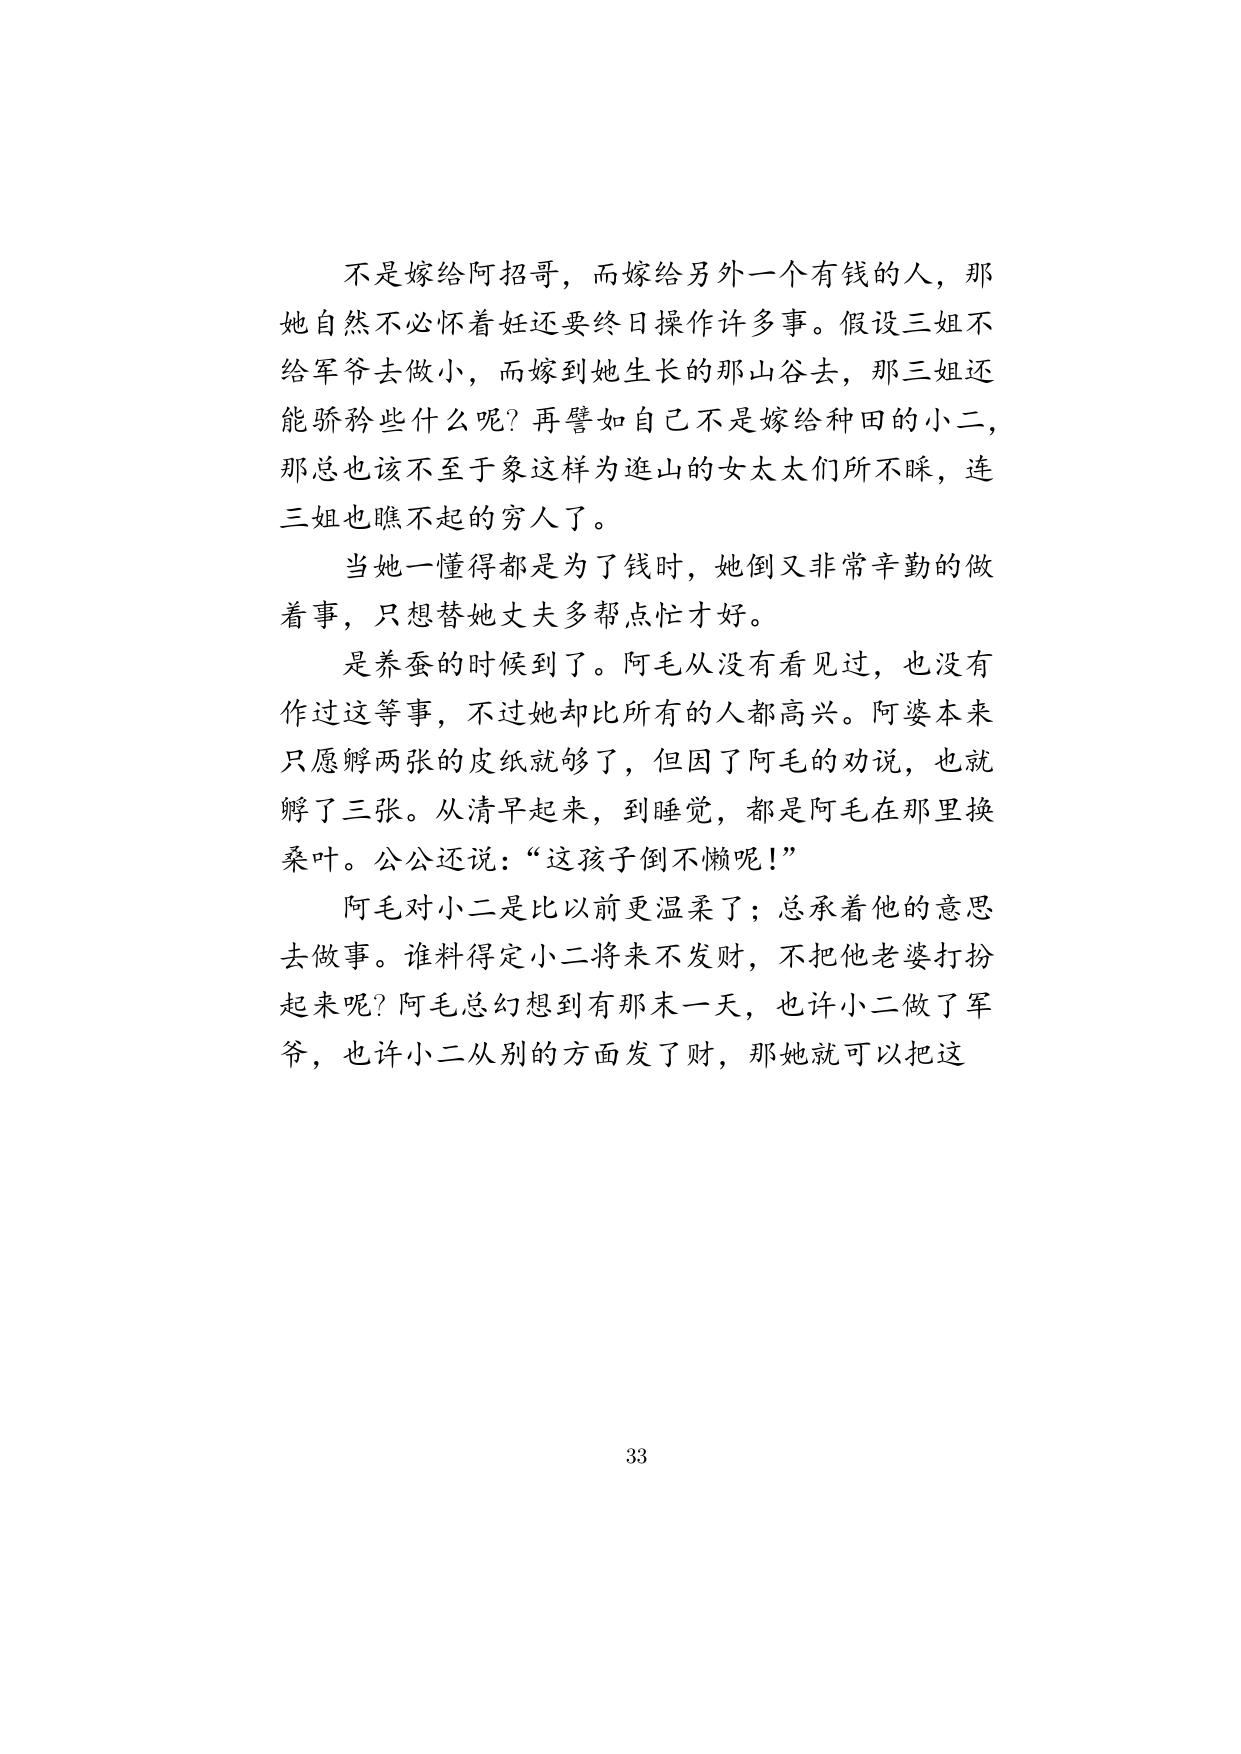 不是嫁给阿招哥，而嫁给另外一个有钱的人，那
她自然不必怀着妊还要终日操作许多事。假设三姐不
给军爷去做小，而嫁到她生长的那山谷去，那三姐还
能骄矜些什么呢？再譬如自己不是嫁给种田的小二，
那总也该不至于象这样为逛山的女太太们所不睬，连
三姐也瞧不起的穷人了。
当她一懂得都是为了钱时，她倒又非常辛勤的做
着事，只想替她丈夫多帮点忙才好。
是养蚕的时候到了。阿毛从没有看见过，也没有
作过这等事，不过她却比所有的人都高兴。阿婆本来
只愿孵两张的皮纸就够了，但因了阿毛的劝说，也就
孵了三张。从清早起来，到睡觉，都是阿毛在那里换
桑叶。公公还说：“这孩子倒不懒呢！”
阿毛对小二是比以前更温柔了；总承着他的意思
去做事。谁料得定小二将来不发财，不把他老婆打扮
起来呢？阿毛总幻想到有那末一天，也许小二做了军
爷，也许小二从别的方面发了财，那她就可以把这
33